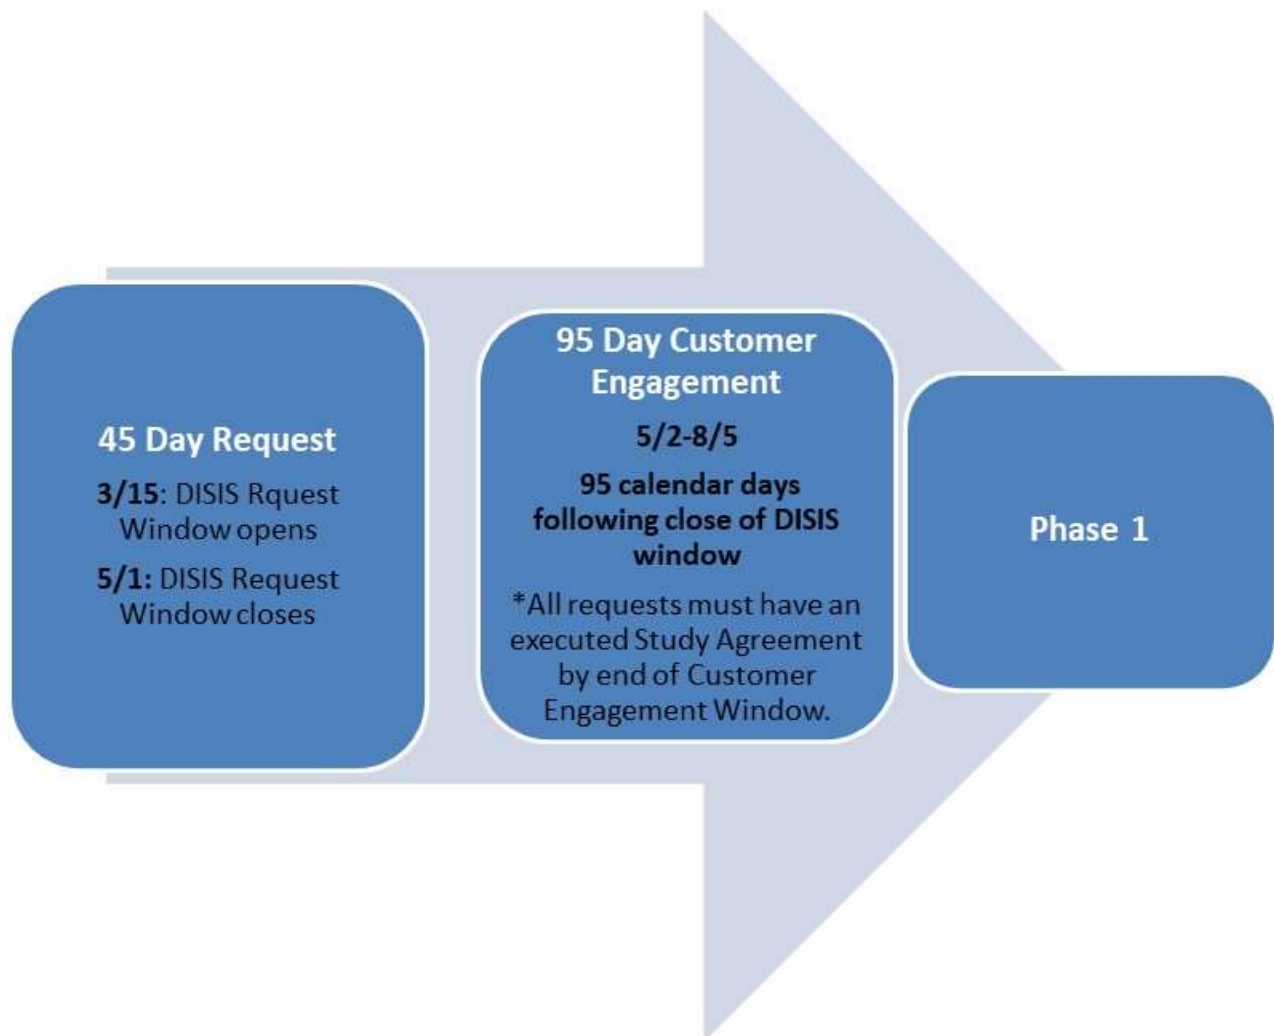 45 Day Request
3/15: DISIS Rquest
Window opens
5/1: DISIS Request
Window closes
95 Day Customer
Engagement
5/2-8/5
95 calendar days
following close of DISIS
window
*All requests must have an
executed Study Agreement
by end of Customer
Engagement Window.
Phase 1